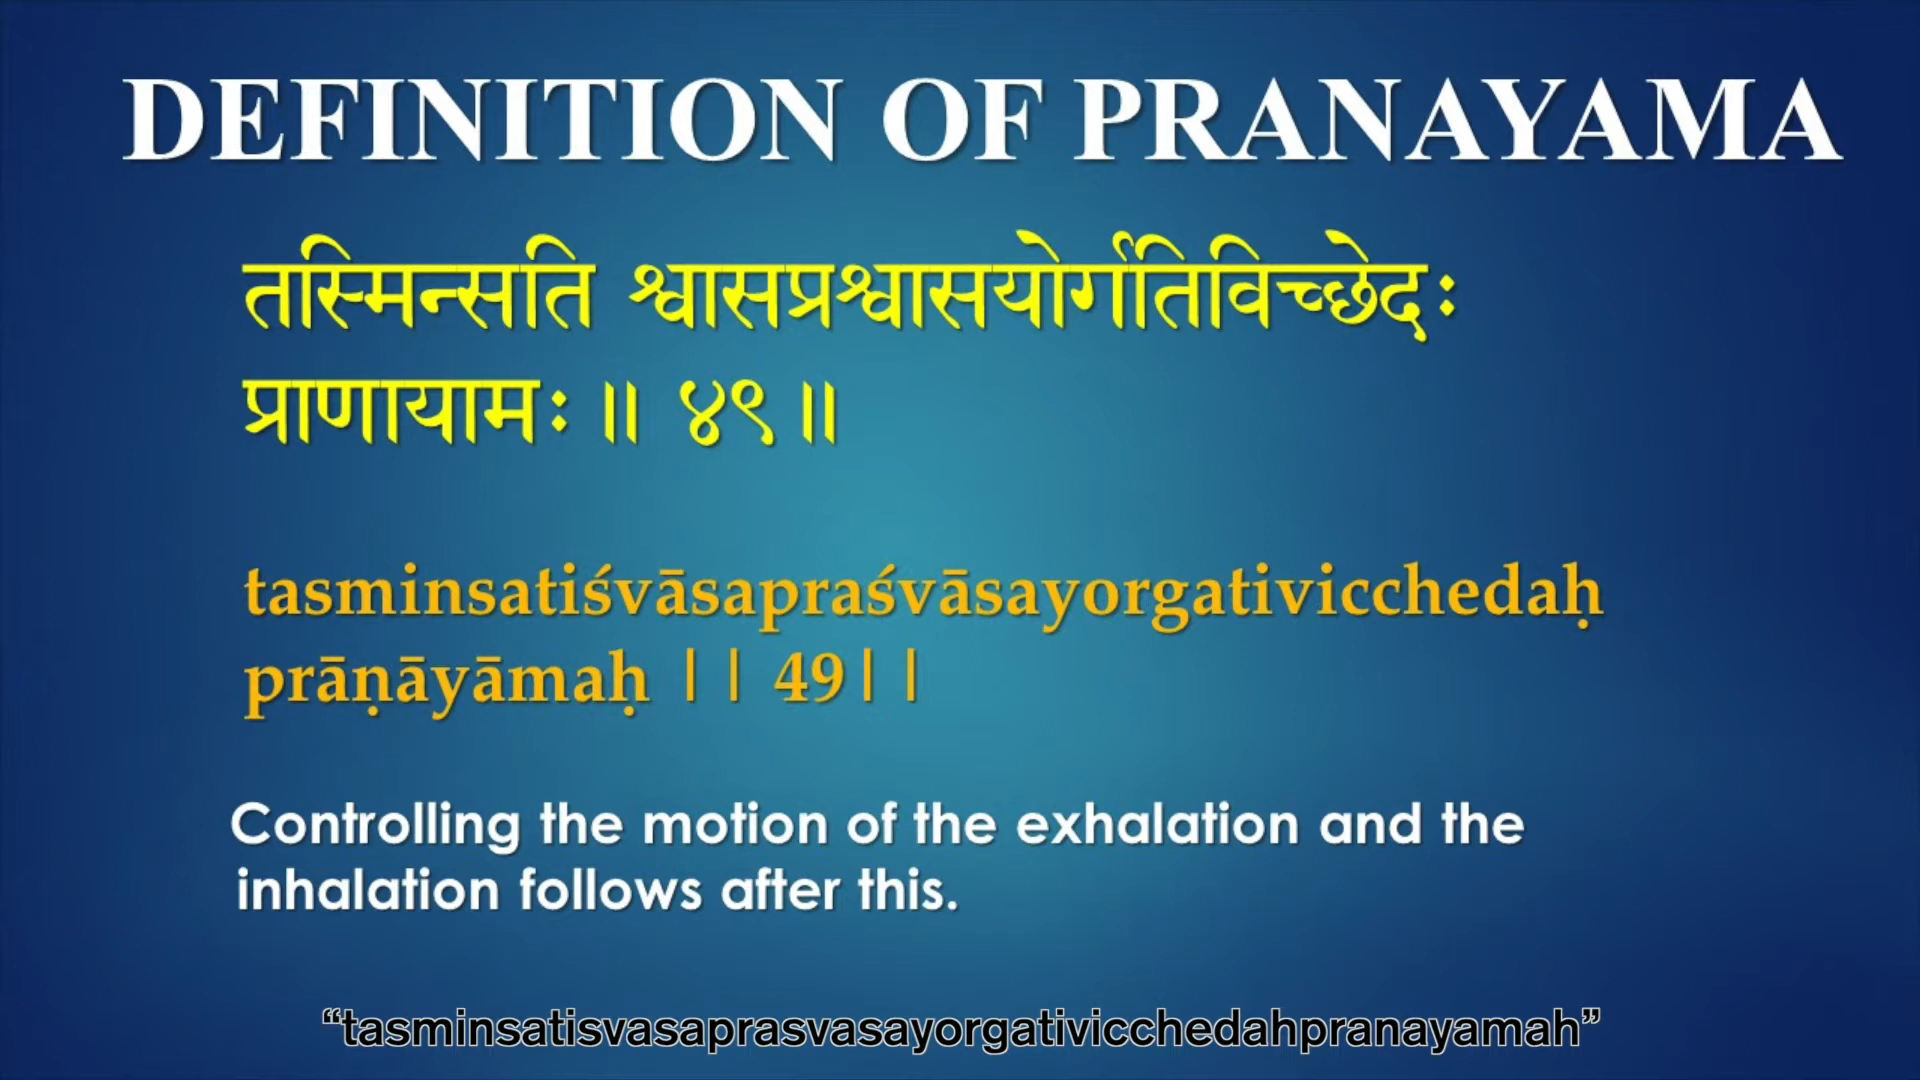 DEFINITION OF PRANAYAMA
तस्मिन्सति श्वासप्रश्वासयोर्गतिविच्छेदः
प्राणायामः ॥ ४९ ॥
tasminsatiśvāsapraśvāsayorgativicchedaḥ
prāṇāyāmaḥ || 49||
Controlling the motion of the exhalation and the
inhalation follows after this.
“tasminsatisvasaprasvasayorgativicchedahpranayamah”